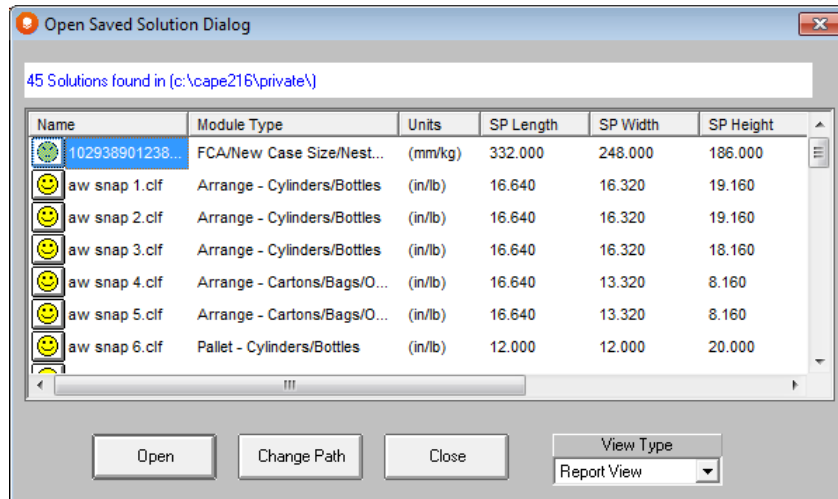 Open Saved Solution Dialog
45 Solutions found in (c:\cape216\private\)
Name Module Type Units SP Length SP Width SP Height
102938901238... FCA/New Case Size/Nest... (mm/kg) 332.000 248.000 186.000
aw snap 1.clf Arrange - Cylinders/Bottles (in/lb) 16.640 16.320 19.160
aw snap 2.clf Arrange - Cylinders/Bottles (in/lb) 16.640 16.320 19.160
aw snap 3.clf Arrange - Cylinders/Bottles (in/lb) 16.640 16.320 18.160
aw snap 4.clf Arrange - Cartons/Bags/O... (in/lb) 16.640 13.320 8.160
aw snap 5.clf Arrange - Cartons/Bags/O... (in/lb) 16.640 13.320 8.160
aw snap 6.clf Pallet - Cylinders/Bottles (in/lb) 12.000 12.000 20.000
View Type
Open Change Path Close Report View